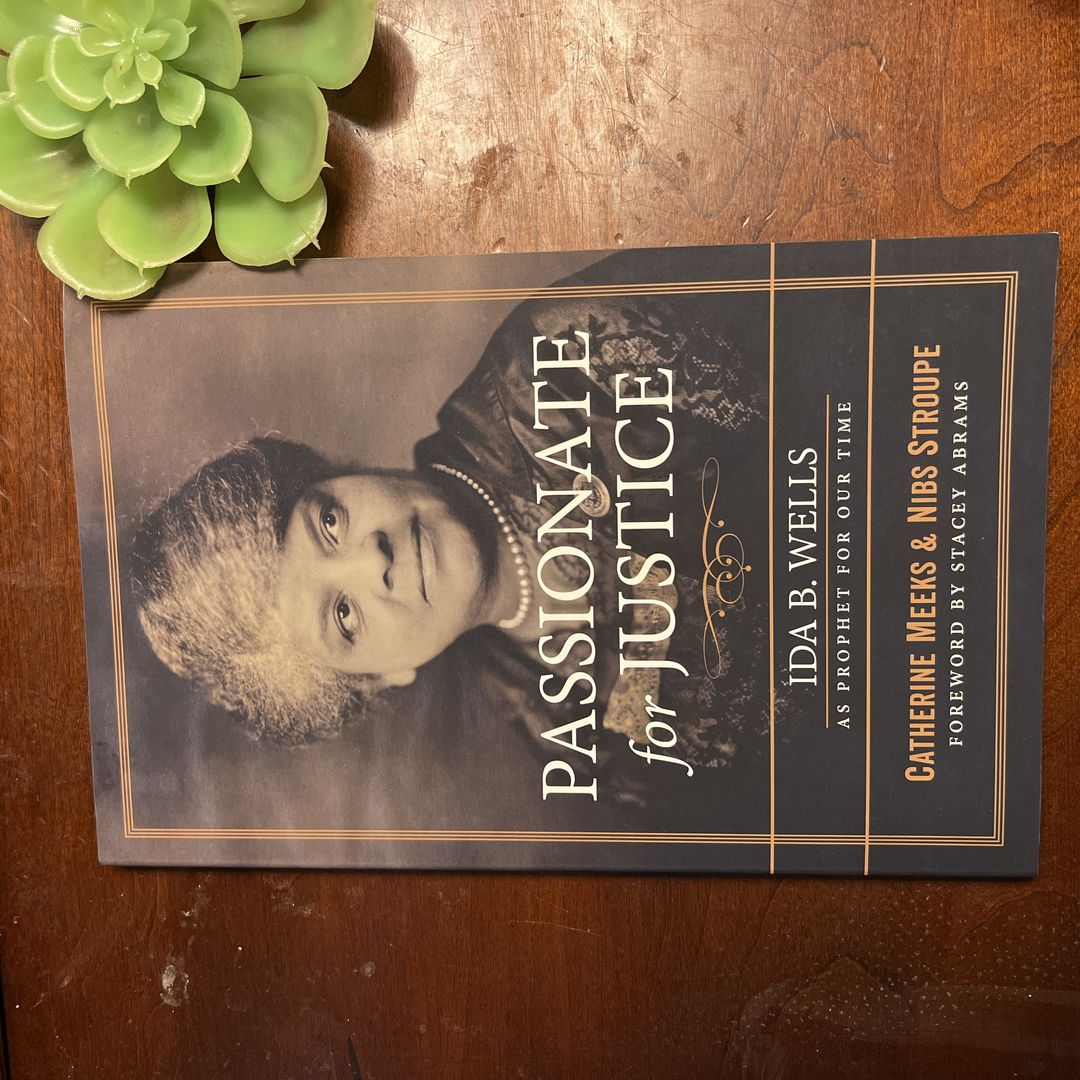 PASSIONATE
for JUSTICE
IDA B. WELLS
AS PROPHET FOR OUR TIME
CATHERINE MEEKS & NIBS STROUPE
FOREWORD BY STACEY ABRAMS